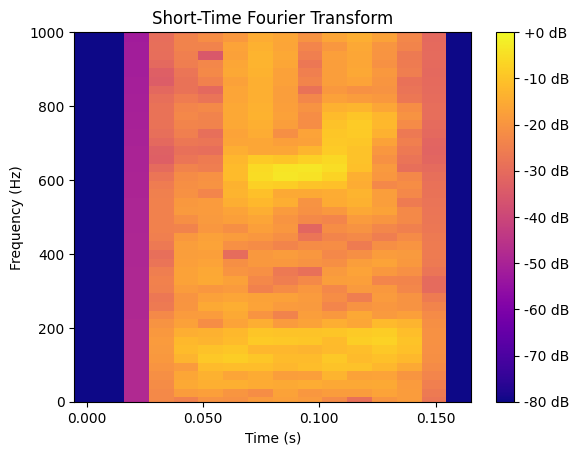 Short-Time Fourier Transform
1000
800
600
400
200
0
Frequency (Hz)
0.000
0.050
0.100
0.150
Time (s)
+0 dB
-10 dB
-20 dB
-30 dB
-40 dB
-50 dB
-60 dB
-70 dB
-80 dB